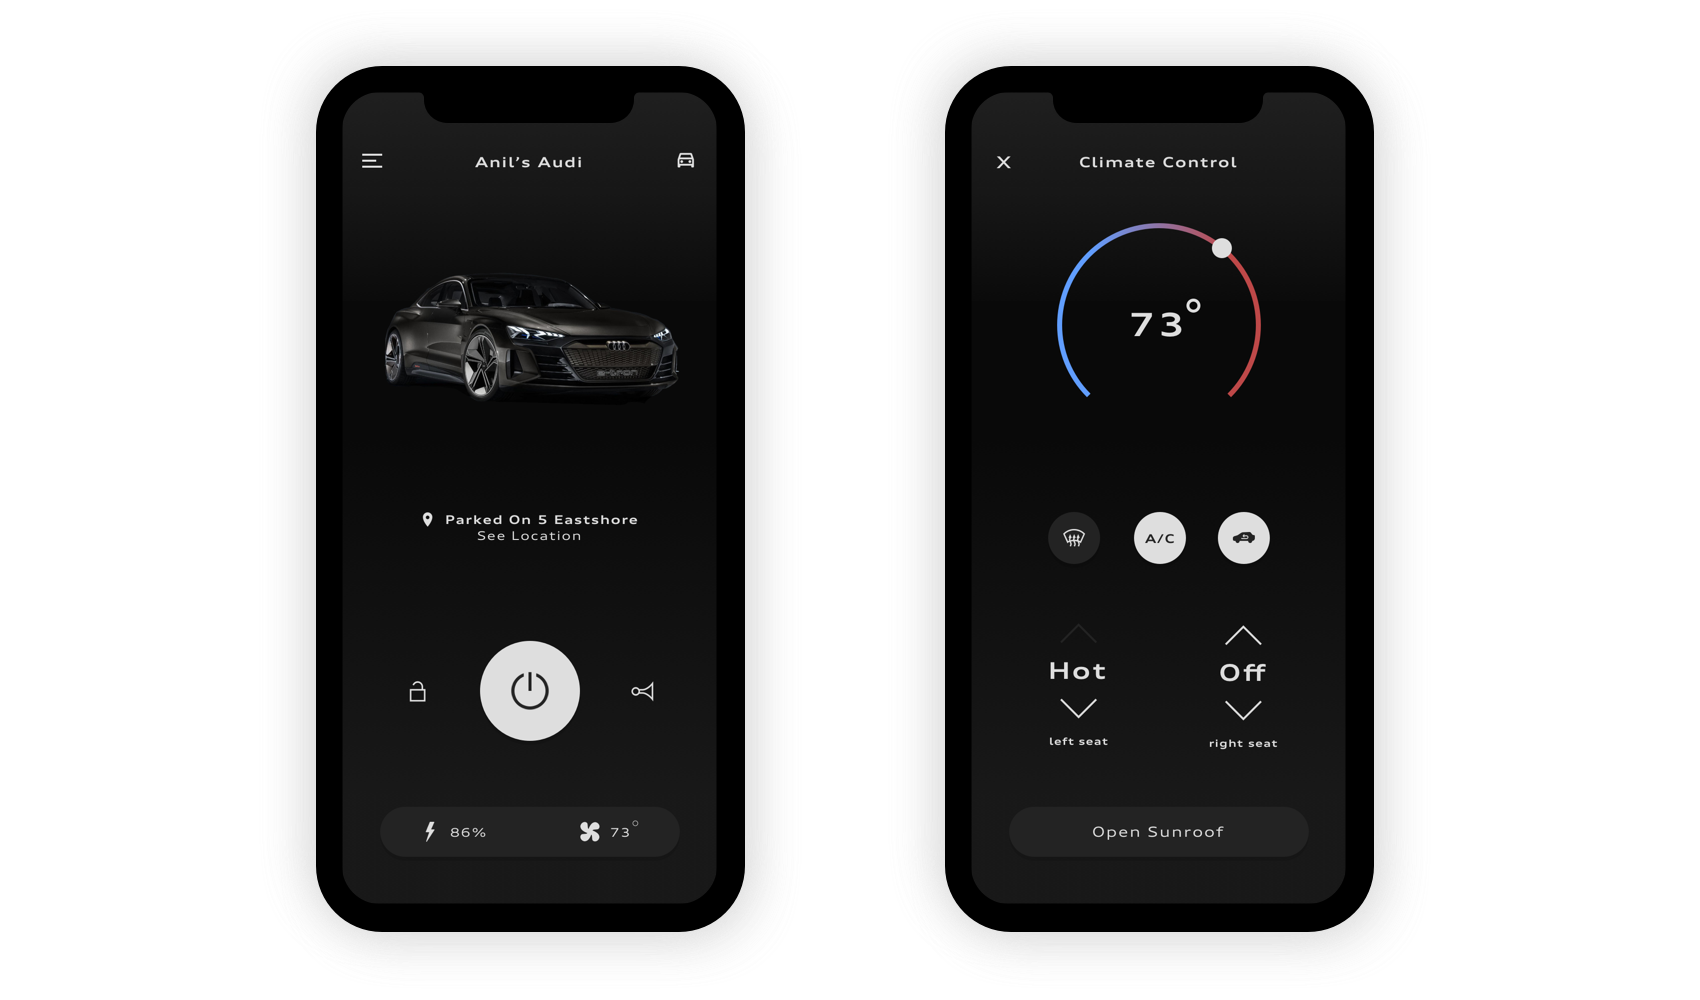 Anil’s Audi
e-tron
Parked On 5 Eastshore
See Location
86%
73°
Climate Control
73°
A/C
Hot
Off
left seat
right seat
Open Sunroof